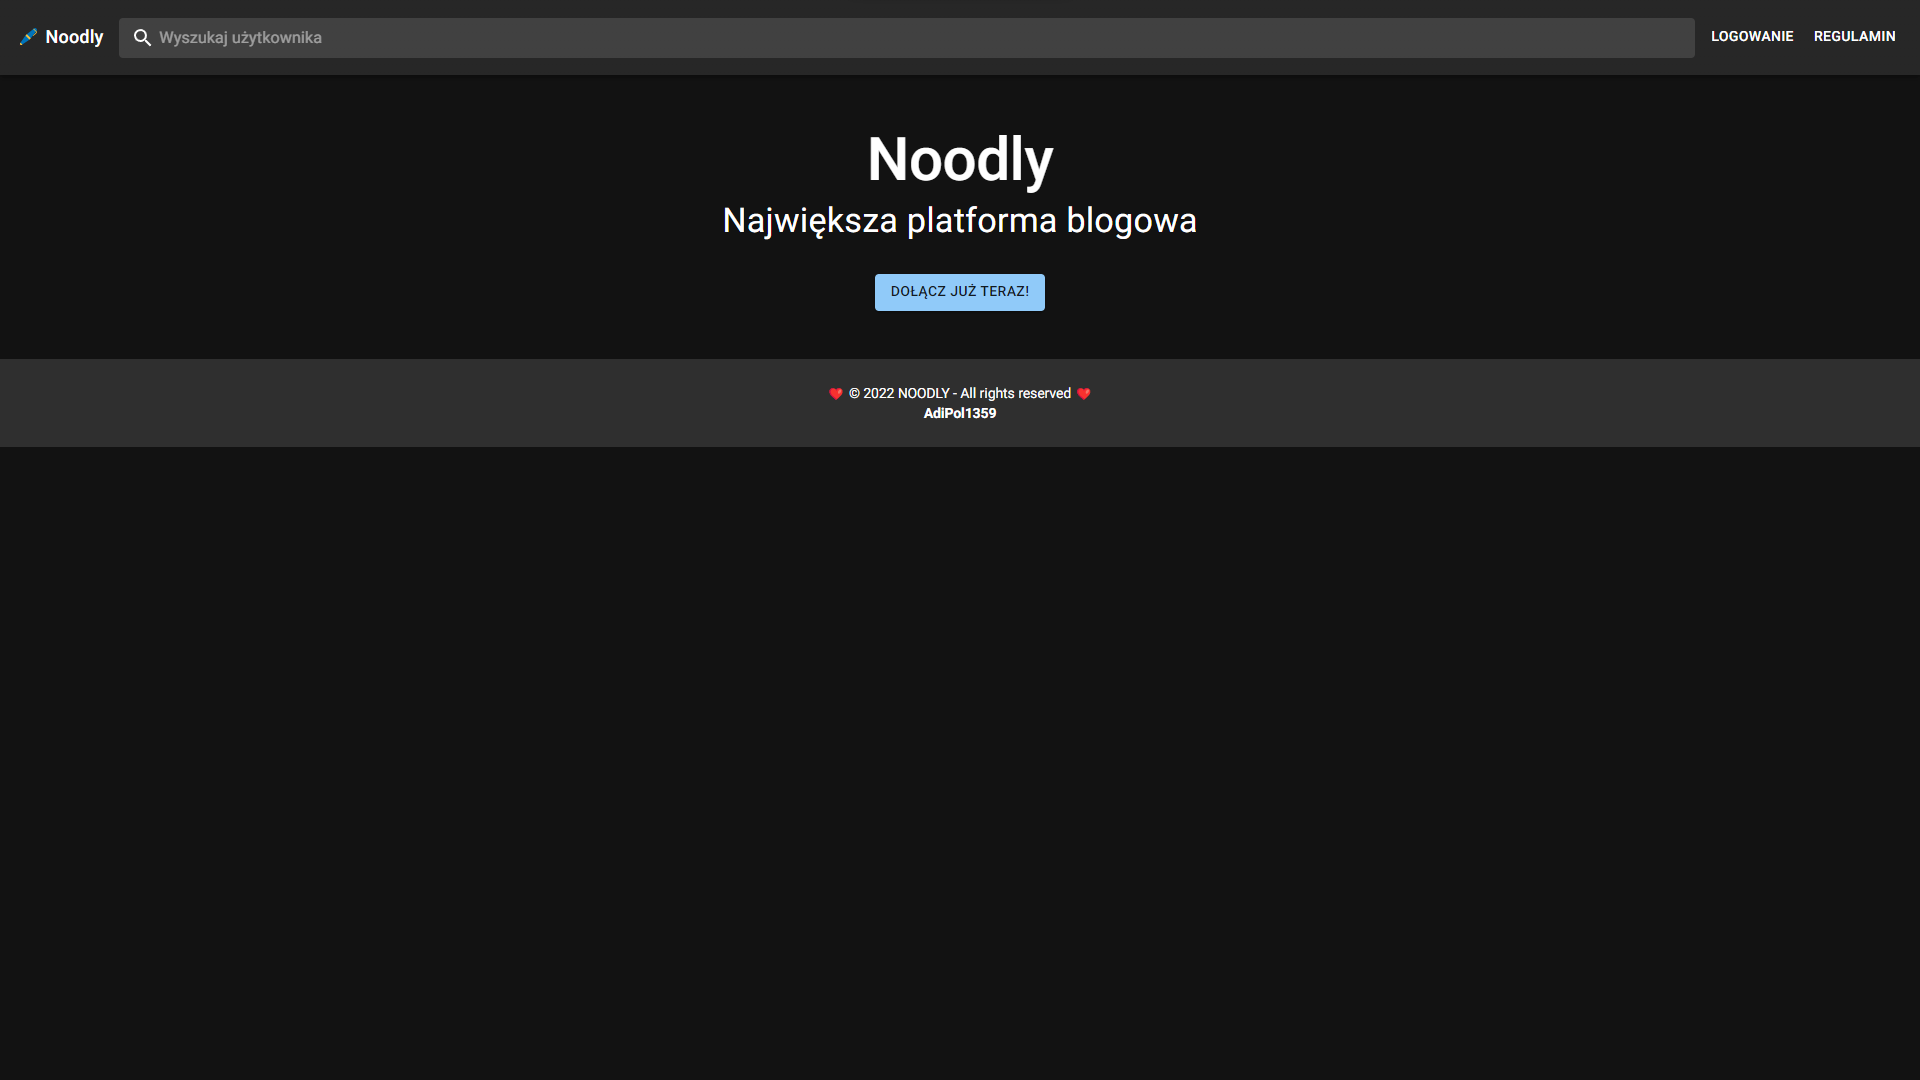 Noodly
Wyszukaj użytkownika
LOGOWANIE
REGULAMIN
Noodly
Największa platforma blogowa
DOŁĄCZ JUŻ TERAZ!
❤️ © 2022 NOODLY - All rights reserved ❤️
AdiPol1359